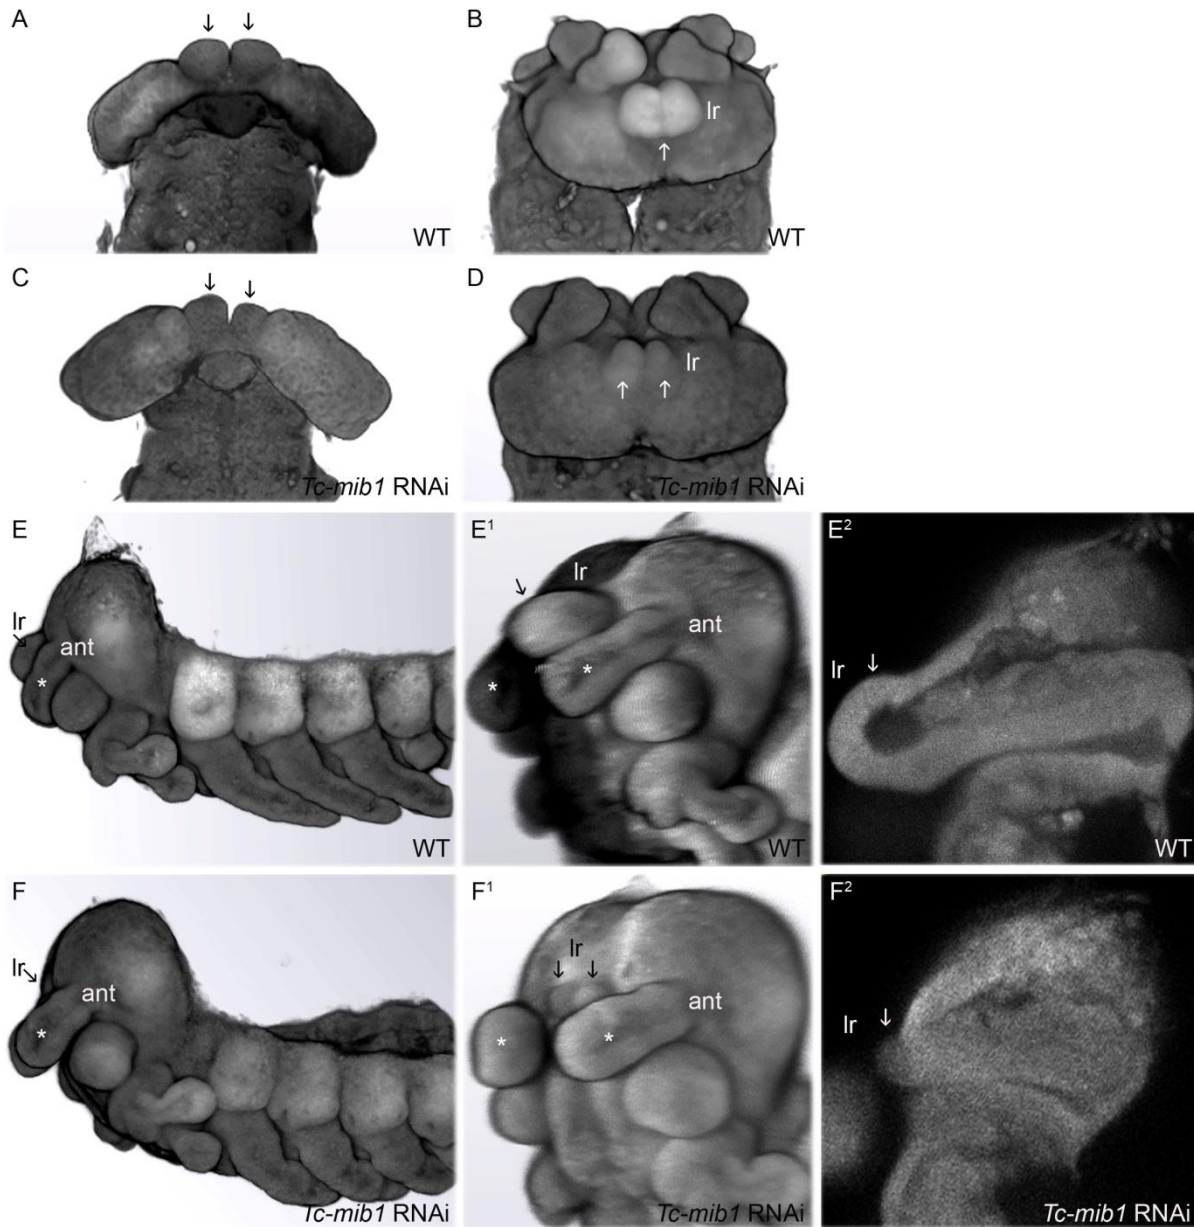 A
WT
B
lr
WT
C
Tc-mib1 RNAi
D
lr
Tc-mib1 RNAi
E
lr
ant
*
WT
E1
lr
ant
*
*
WT
E2
lr
WT
F
lr
ant
*
Tc-mib1 RNAi
F1
lr
ant
*
*
Tc-mib1 RNAi
F2
lr
Tc-mib1 RNAi